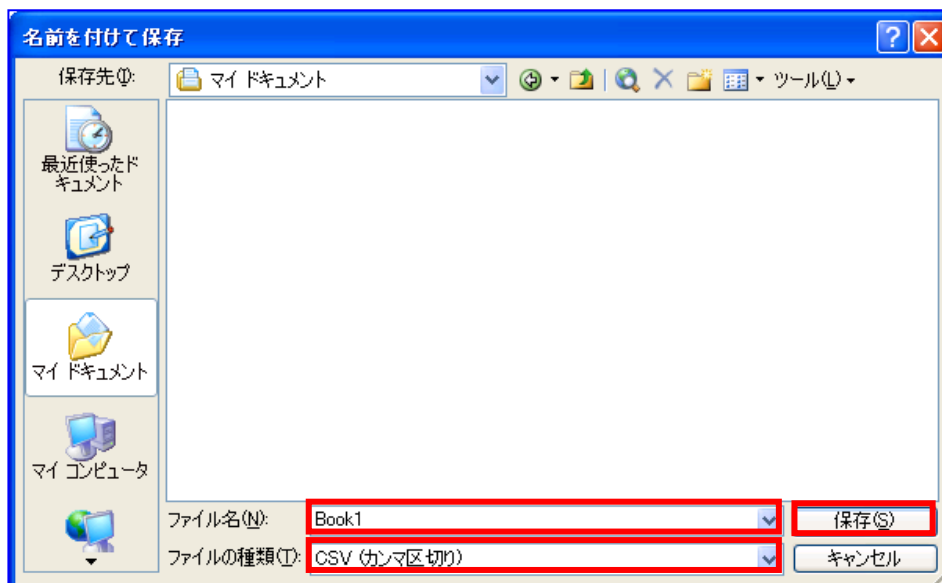 名前を付けて保存
保存先(I):
マイ ドキュメント
ツール(L)
最近使ったド
キュメント
デスクトップ
マイ ドキュメント
マイ コンピュータ
ファイル名(N):
Book1
保存(S)
ファイルの種類(T):
CSV (カンマ区切り)
キャンセル